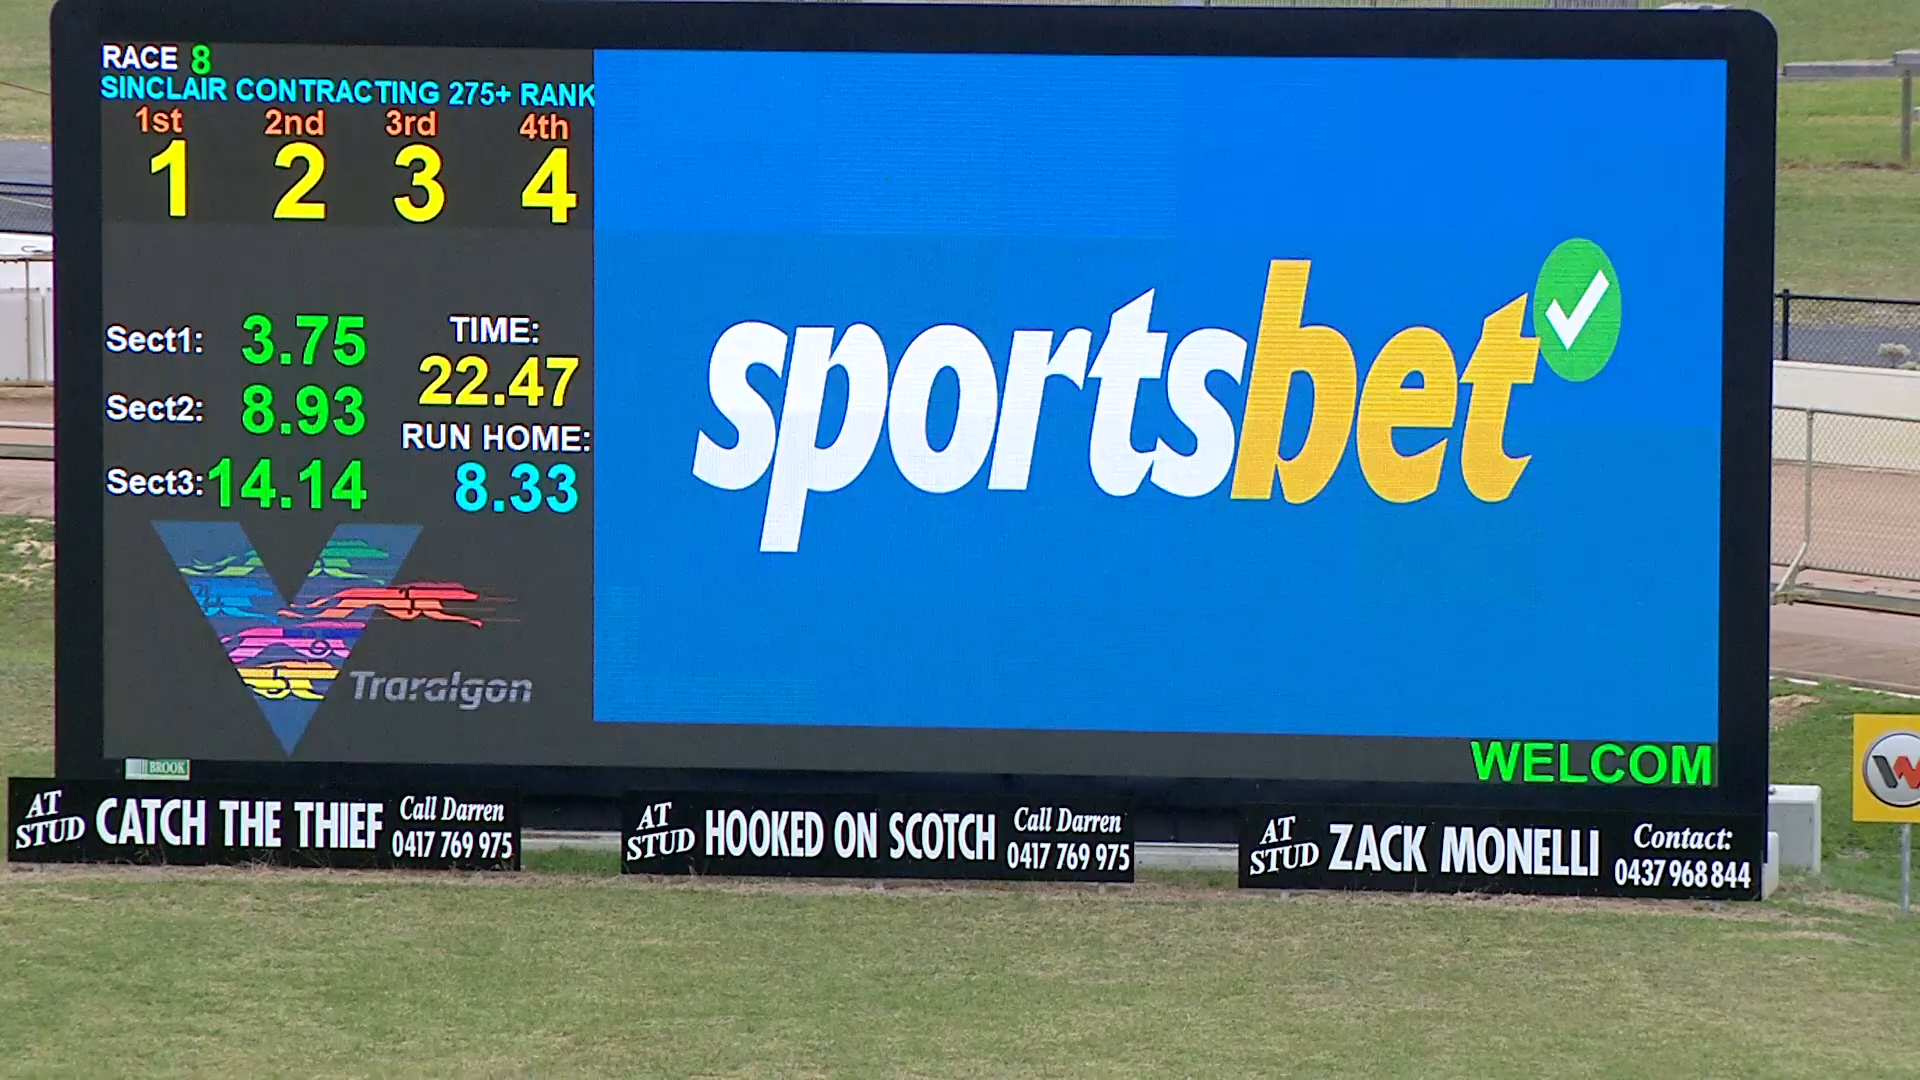 RACE 8
SINCLAIR CONTRACTING 275+ RANK
1st 2nd 3rd 4th
1 2 3 4
Sect1: 3.75
Sect2: 8.93
Sect3: 14.14
TIME:
22.47
RUN HOME:
8.33
5
Traralgon
sportsbet
WELCOM
BROOK
AT STUD CATCH THE THIEF Call Darren 0417 769 975
AT STUD HOOKED ON SCOTCH Call Darren 0417 769 975
AT STUD ZACK MONELLI Contact: 0437 968 844
W